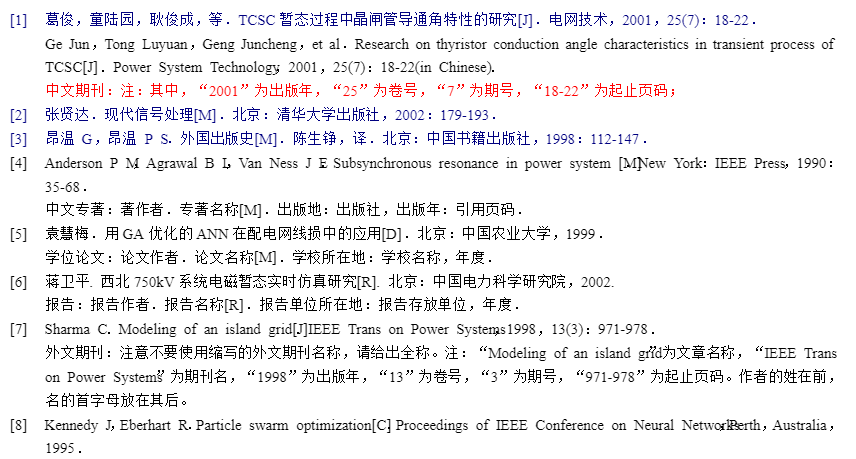 [1] 葛俊，童陆园，耿俊成，等．TCSC 暂态过程中晶闸管导通角特性的研究[J]．电网技术，2001，25(7)：18-22．
Ge Jun，Tong Luyuan，Geng Juncheng，et al．Research on thyristor conduction angle characteristics in transient process of
TCSC[J]．Power System Technology，2001，25(7)：18-22(in Chinese)．
中文期刊：注：其中，“2001”为出版年，“25”为卷号，“7”为期号，“18-22”为起止页码；
[2] 张贤达．现代信号处理[M]．北京：清华大学出版社，2002：179-193．
[3] 昂温 G，昂温 P S．外国出版史[M]．陈生铮，译．北京：中国书籍出版社，1998：112-147．
[4] Anderson P M，Agrawal B L，Van Ness J E．Subsynchronous resonance in power system [M]．New York：IEEE Press，1990：
35-68．
中文专著：著作者．专著名称[M]．出版地：出版社，出版年：引用页码．
[5] 袁慧梅．用 GA 优化的 ANN 在配电网线损中的应用[D]．北京：中国农业大学，1999．
学位论文：论文作者．论文名称[M]．学校所在地：学校名称，年度．
[6] 蒋卫平. 西北 750kV 系统电磁暂态实时仿真研究[R]. 北京：中国电力科学研究院，2002.
报告：报告作者．报告名称[R]．报告单位所在地：报告存放单位，年度．
[7] Sharma C．Modeling of an island grid[J]．IEEE Trans on Power Systems，1998，13(3)：971-978．
外文期刊：注意不要使用缩写的外文期刊名称，请给出全称。注：“Modeling of an island grid”为文章名称，“IEEE Trans
on Power Systems”为期刊名，“1998”为出版年，“13”为卷号，“3”为期号，“971-978”为起止页码。作者的姓在前，
名的首字母放在其后。
[8] Kennedy J，Eberhart R．Particle swarm optimization[C]．Proceedings of IEEE Conference on Neural Networks，Perth，Australia，
1995．